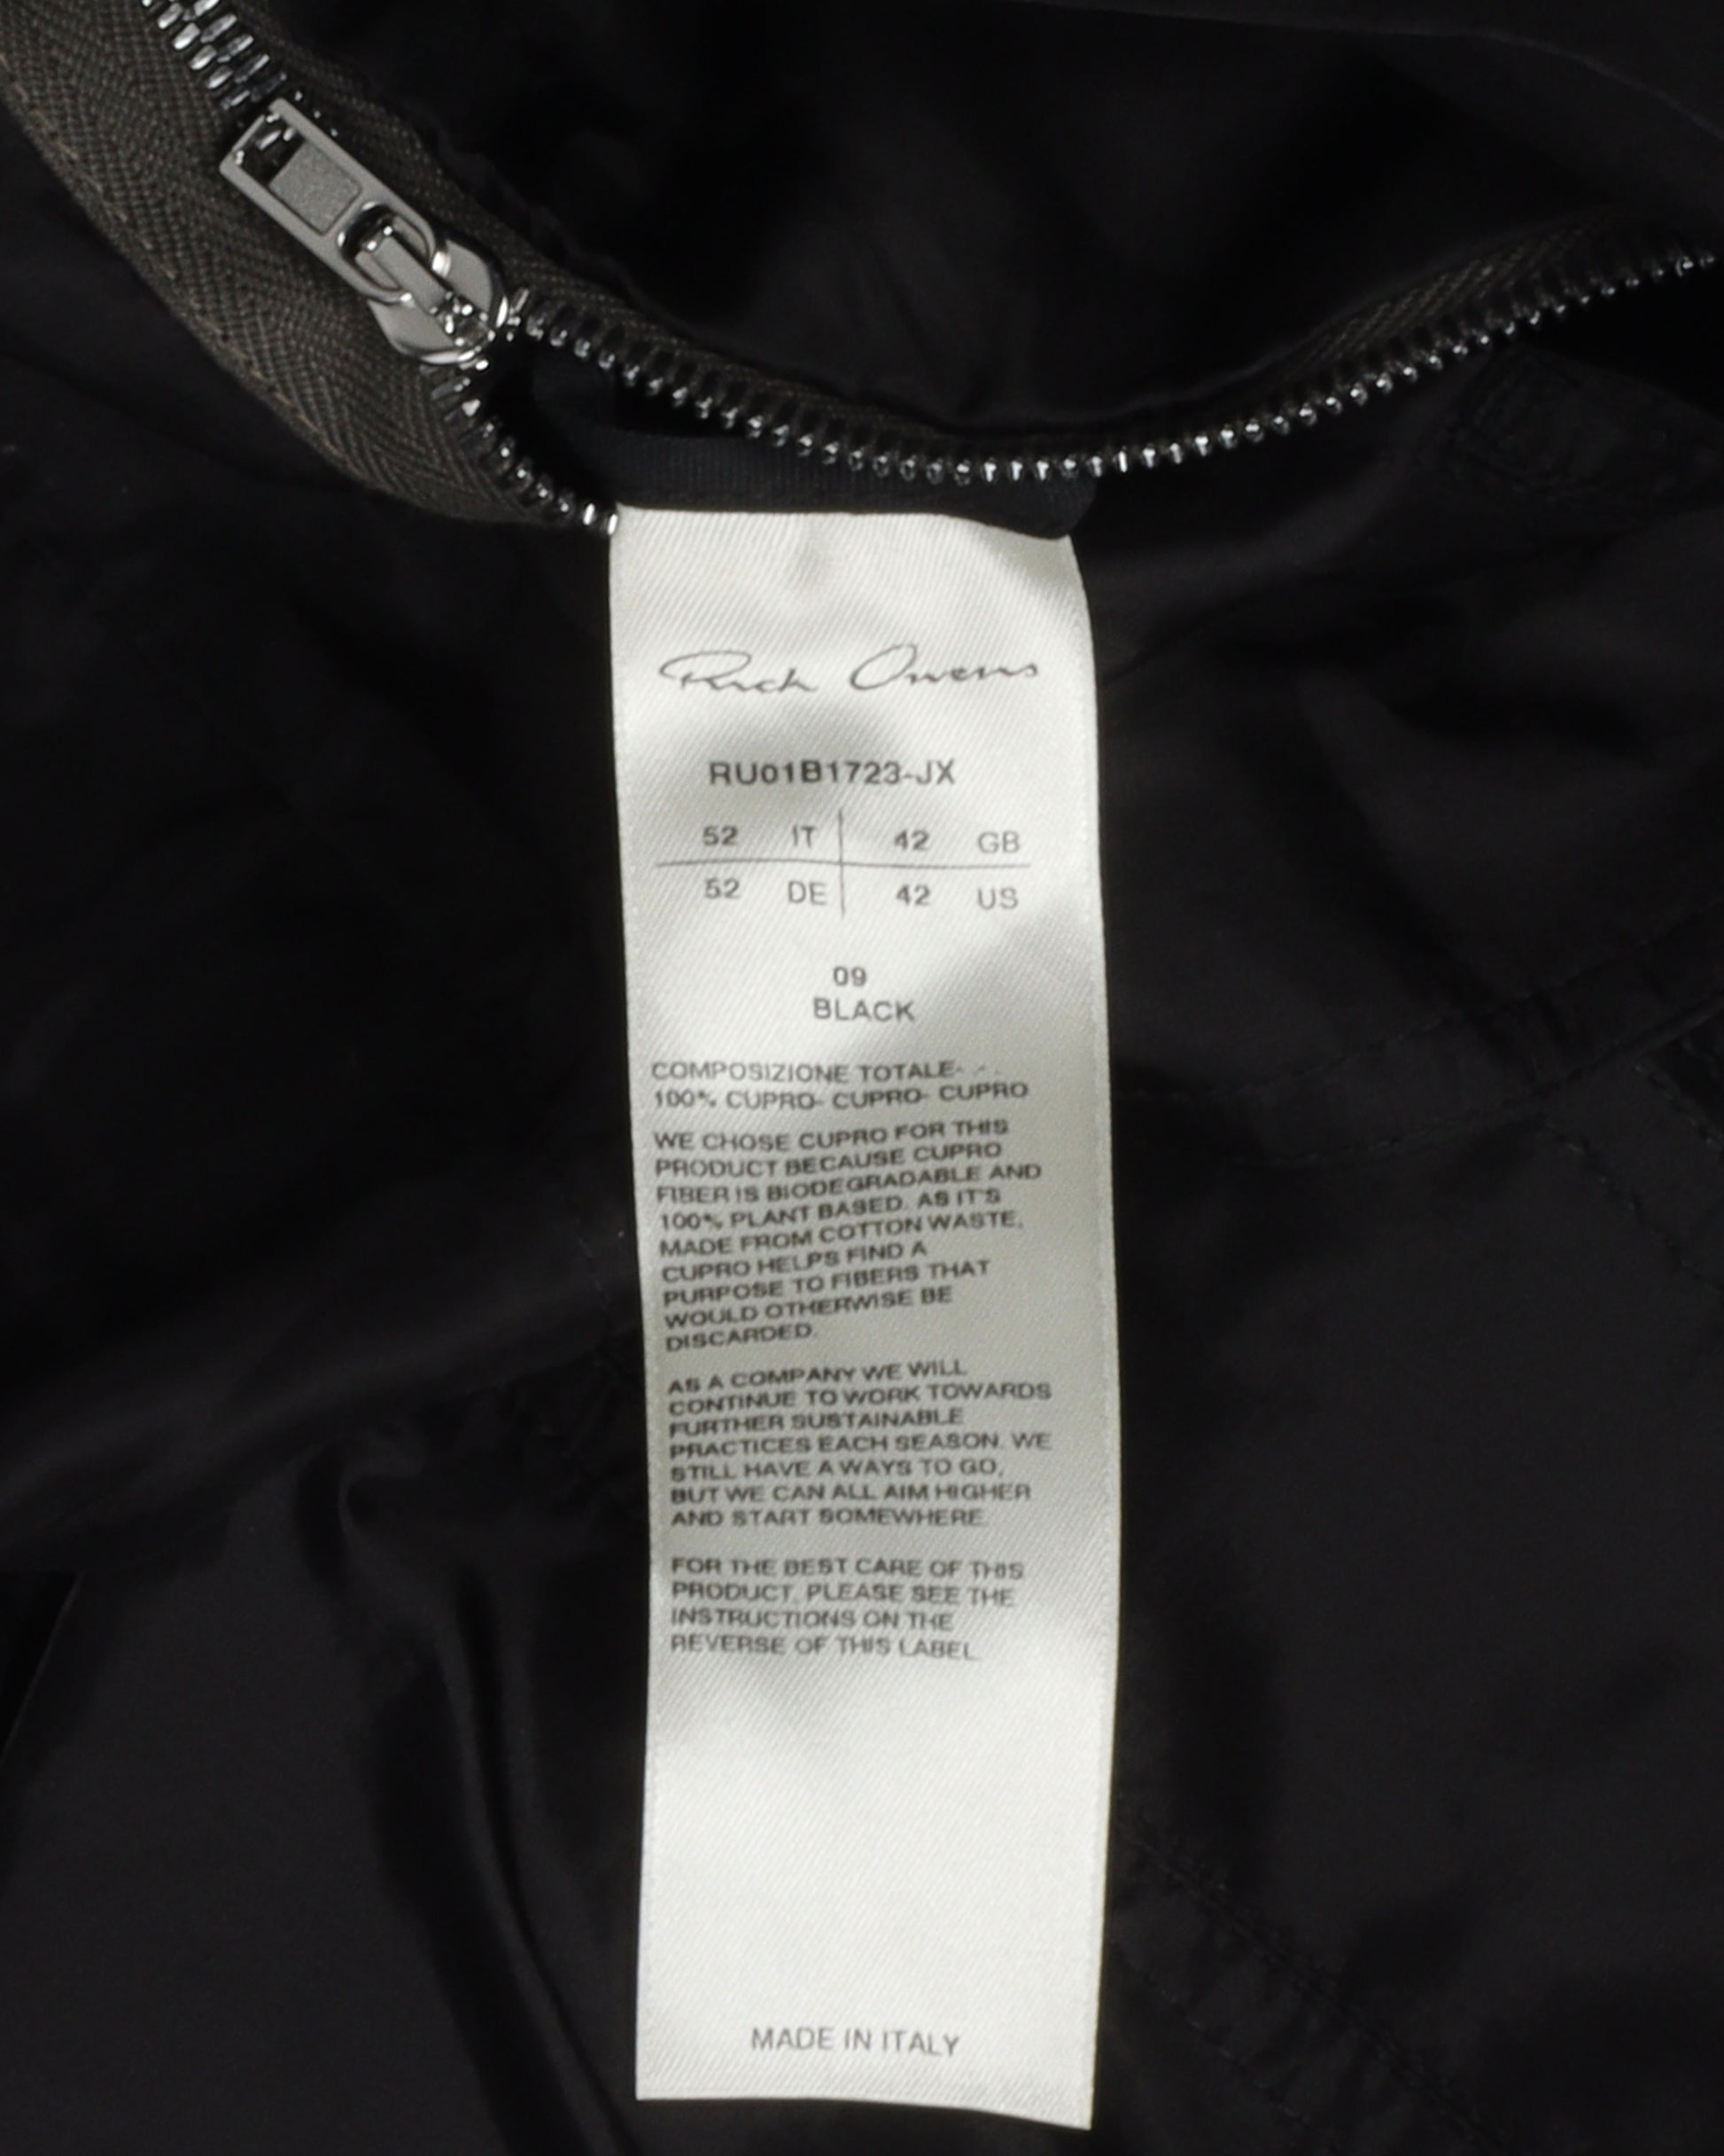 Rick Owens
RU01B1723-JX
52 IT 42 GB
52 DE 42 US
09
BLACK
COMPOSIZIONE TOTALE- - -
100% CUPRO- CUPRO- CUPRO
WE CHOSE CUPRO FOR THIS
PRODUCT BECAUSE CUPRO
FIBER IS BIODEGRADABLE AND
100% PLANT BASED. AS IT'S
MADE FROM COTTON WASTE,
CUPRO HELPS FIND A
PURPOSE TO FIBERS THAT
WOULD OTHERWISE BE
DISCARDED.
AS A COMPANY WE WILL
CONTINUE TO WORK TOWARDS
FURTHER SUSTAINABLE
PRACTICES EACH SEASON. WE
STILL HAVE A WAYS TO GO,
BUT WE CAN ALL AIM HIGHER
AND START SOMEWHERE.
FOR THE BEST CARE OF THIS
PRODUCT, PLEASE SEE THE
INSTRUCTIONS ON THE
REVERSE OF THIS LABEL.
MADE IN ITALY